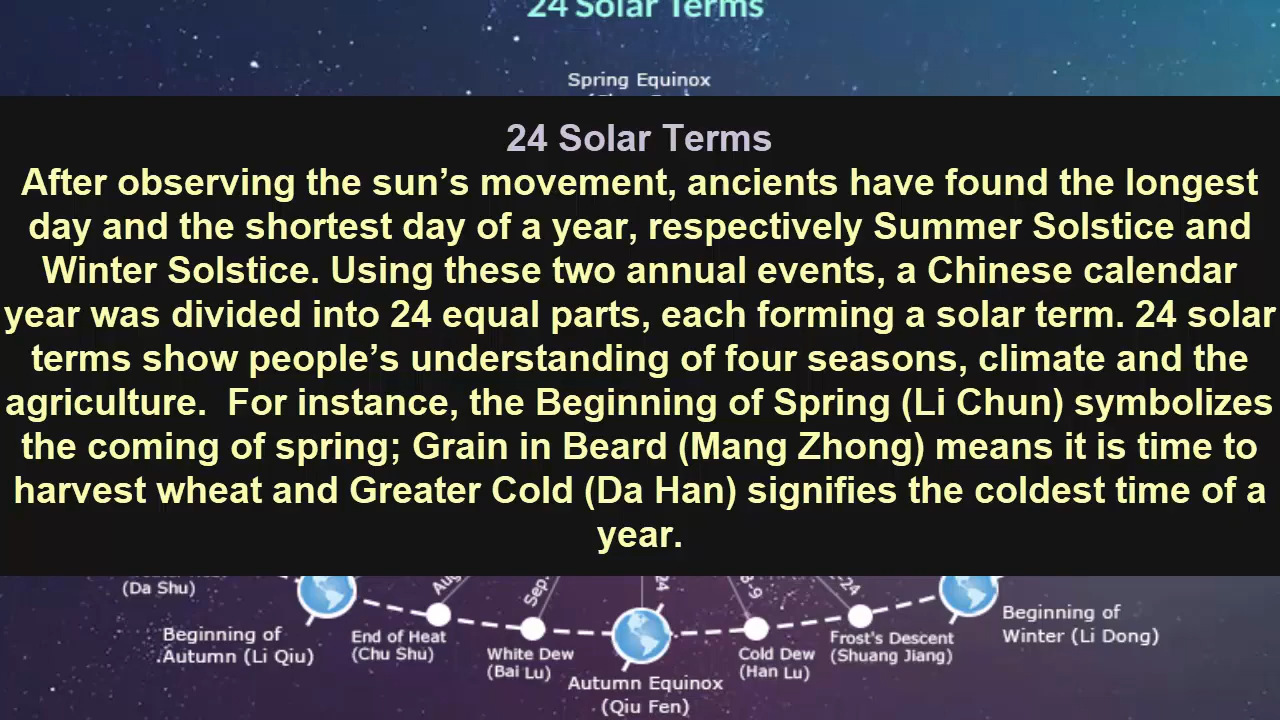 24 Solar Terms
Spring Equinox
24 Solar Terms
After observing the sun’s movement, ancients have found the longest
day and the shortest day of a year, respectively Summer Solstice and
Winter Solstice. Using these two annual events, a Chinese calendar
year was divided into 24 equal parts, each forming a solar term. 24 solar
terms show people’s understanding of four seasons, climate and the
agriculture.  For instance, the Beginning of Spring (Li Chun) symbolizes
the coming of spring; Grain in Beard (Mang Zhong) means it is time to
harvest wheat and Greater Cold (Da Han) signifies the coldest time of a
year.
(Da Shu)
Aug
Sep.
24
8-9
-24
Beginning of
Autumn (Li Qiu)
End of Heat
(Chu Shu)
White Dew
(Bai Lu)
Autumn Equinox
(Qiu Fen)
Cold Dew
(Han Lu)
Frost's Descent
(Shuang Jiang)
Beginning of
Winter (Li Dong)